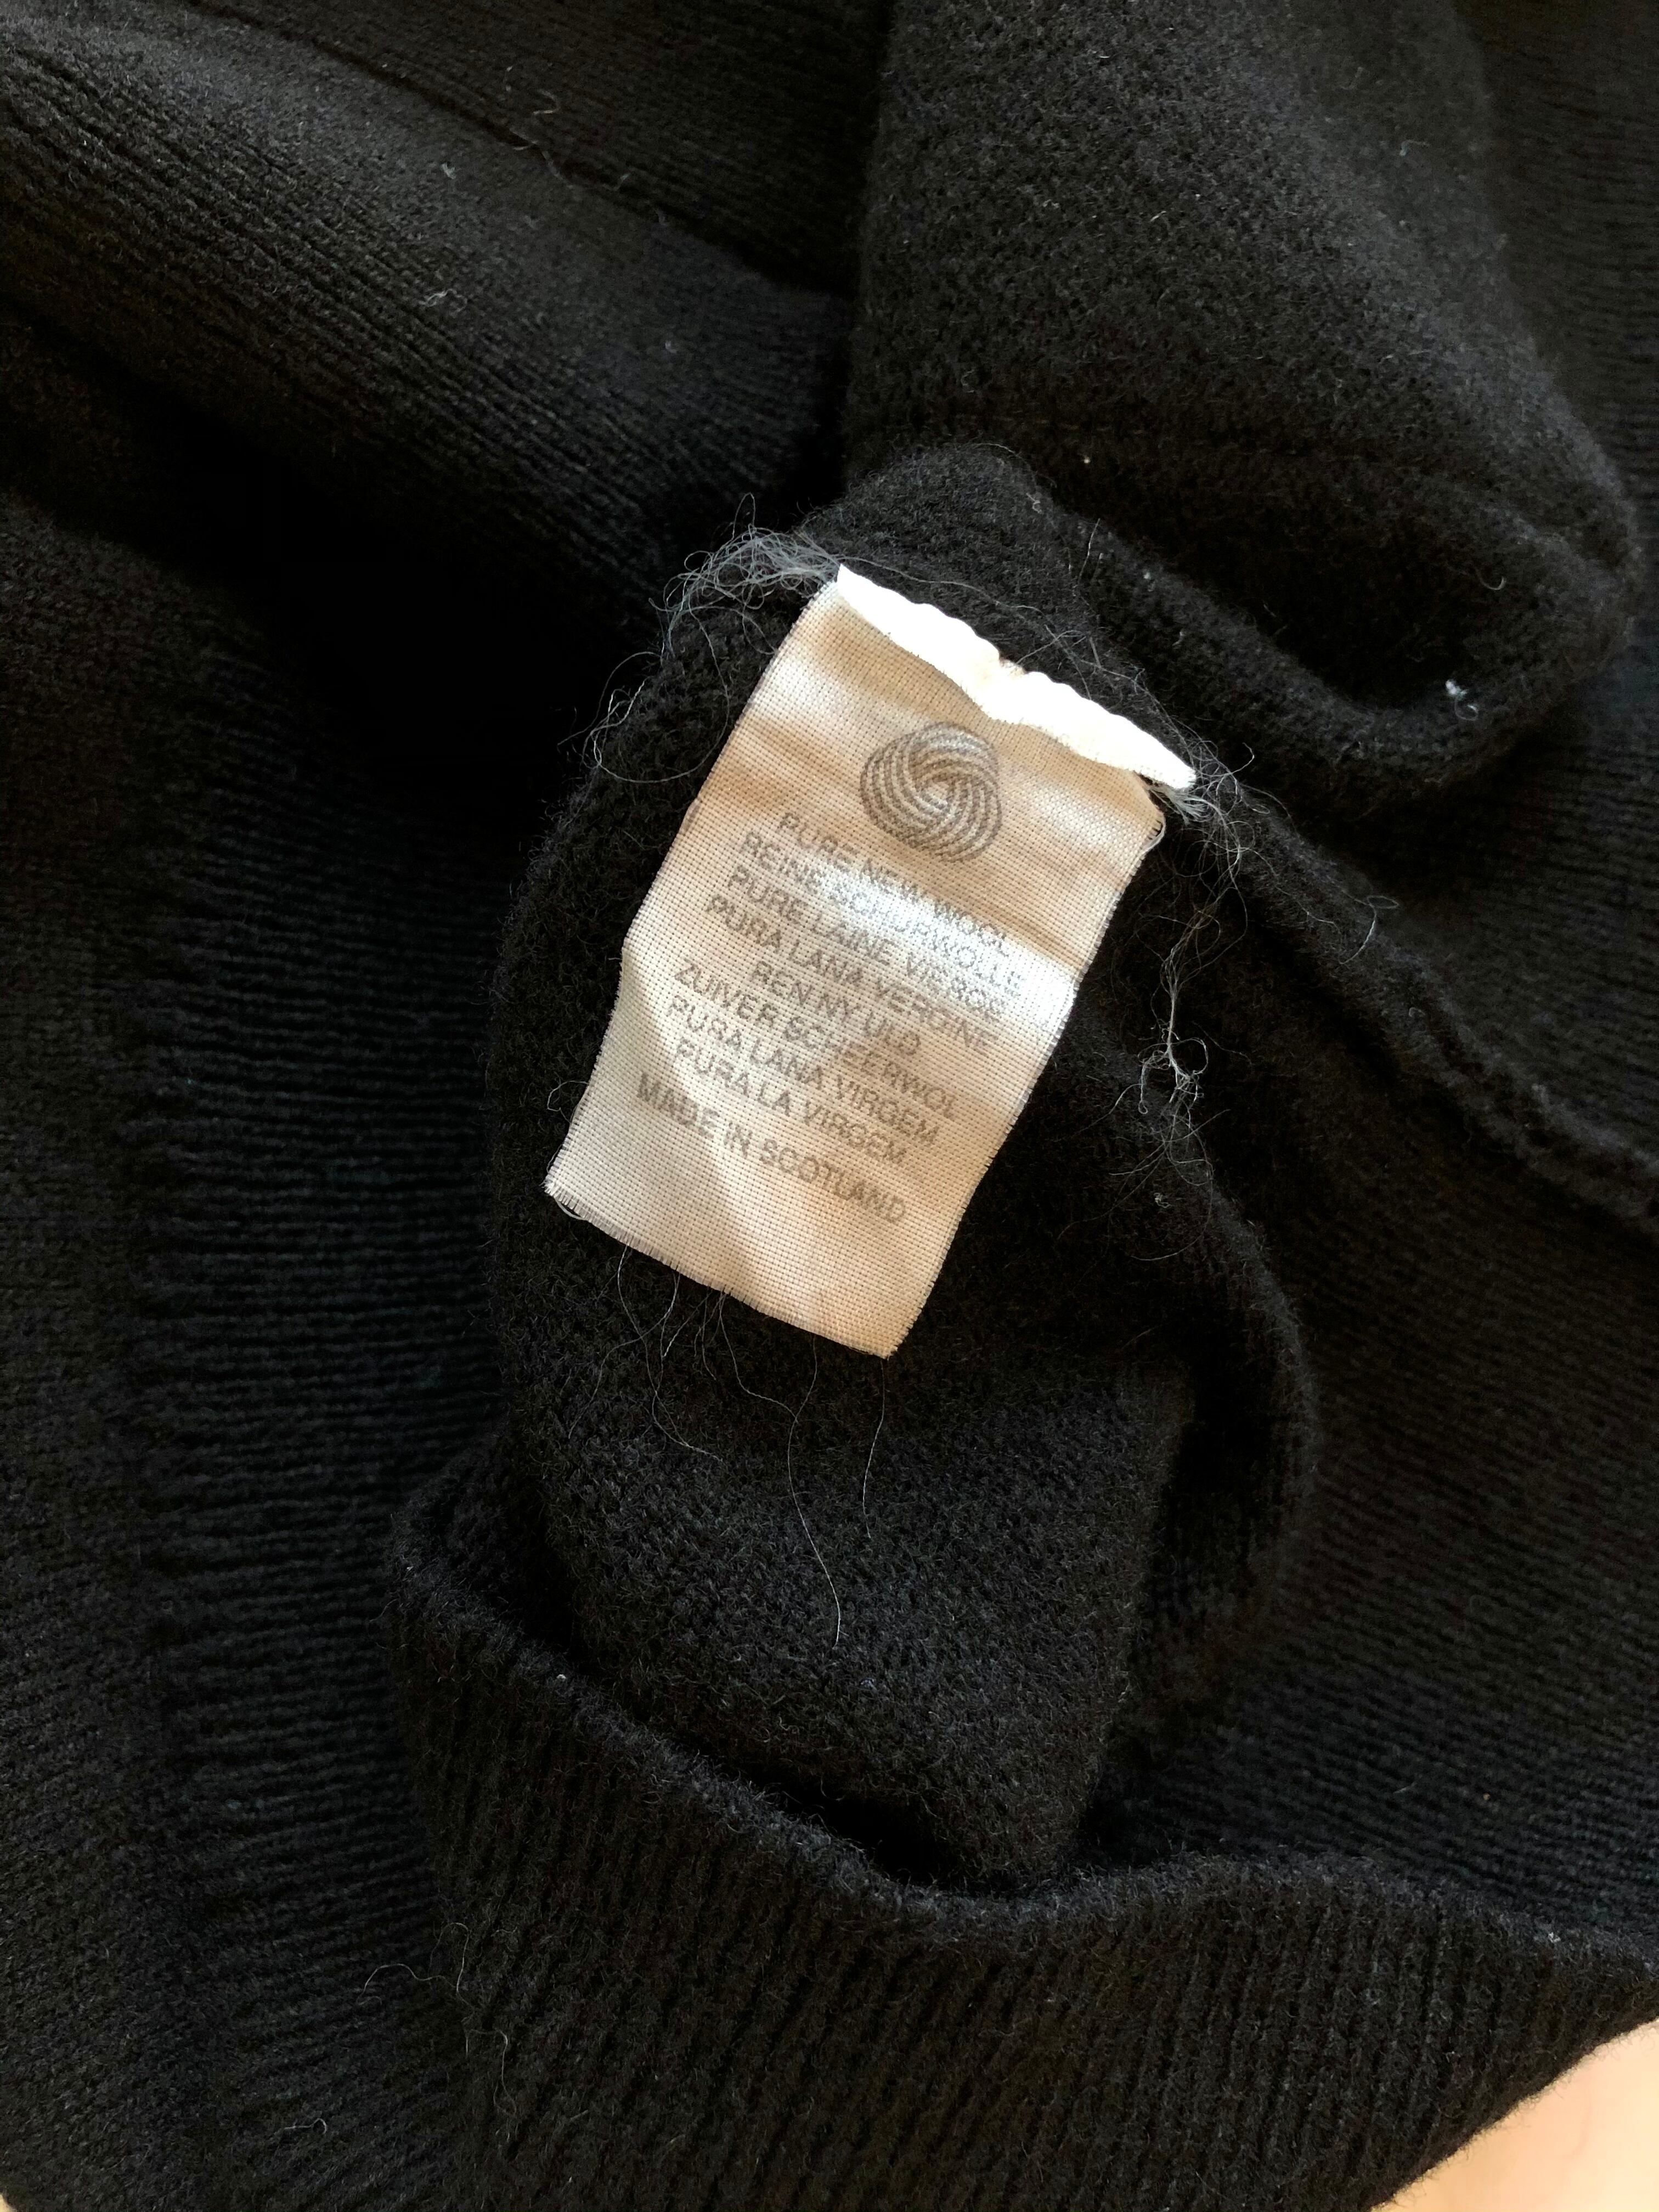 PURE NEW WOOL
REINE SCHURWOLLE
PURE LAINE VIERGE
PURA LANA VERGINE
REN NY ULD
ZUIVER SCHEERWOL
PURA LANA VIRGEM
PURA LA VIRGEM
MADE IN SCOTLAND